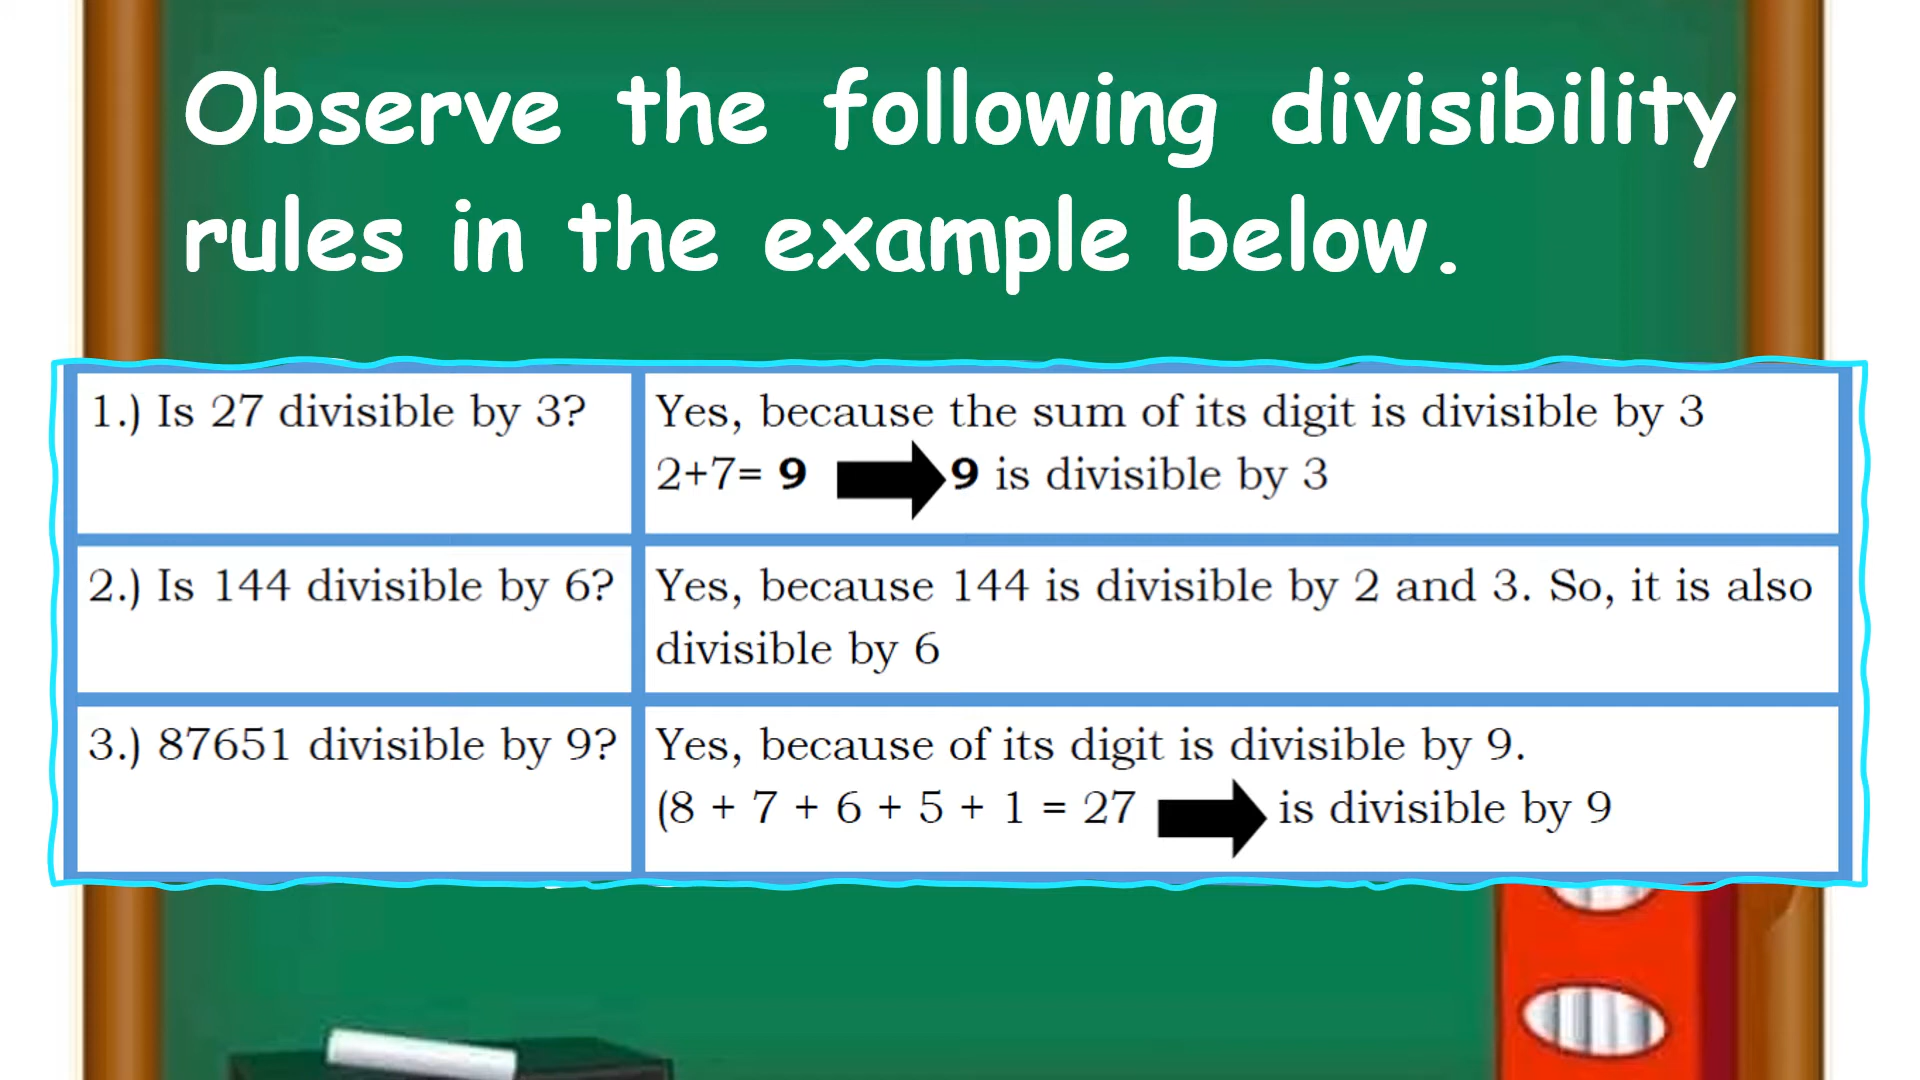 Observe the following divisibility
rules in the example below.
1.) Is 27 divisible by 3?
Yes, because the sum of its digit is divisible by 3
2+7= 9 9 is divisible by 3
2.) Is 144 divisible by 6?
Yes, because 144 is divisible by 2 and 3. So, it is also
divisible by 6
3.) 87651 divisible by 9?
Yes, because of its digit is divisible by 9.
(8 + 7 + 6 + 5 + 1 = 27 is divisible by 9